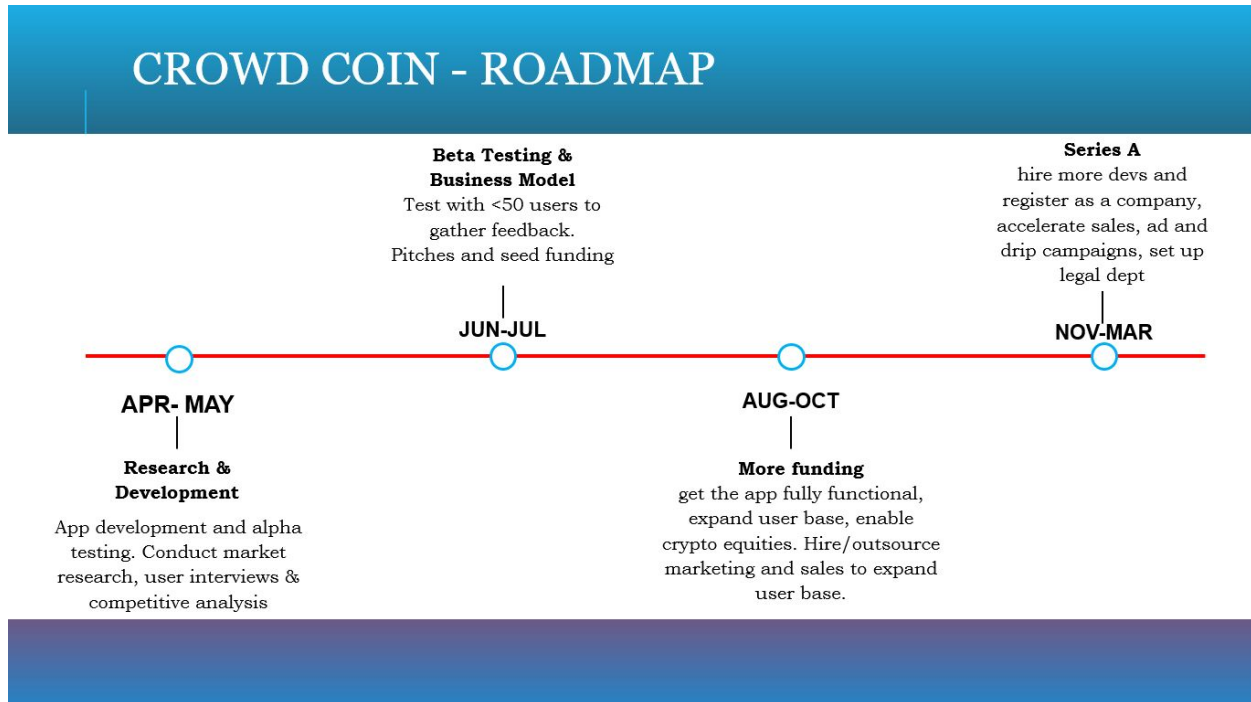 CROWD COIN - ROADMAP
APR- MAY
Research &
Development
App development and alpha
testing. Conduct market
research, user interviews &
competitive analysis
Beta Testing &
Business Model
Test with <50 users to
gather feedback.
Pitches and seed funding
JUN-JUL
AUG-OCT
More funding
get the app fully functional,
expand user base, enable
crypto equities. Hire/outsource
marketing and sales to expand
user base.
Series A
hire more devs and
register as a company,
accelerate sales, ad and
drip campaigns, set up
legal dept
NOV-MAR